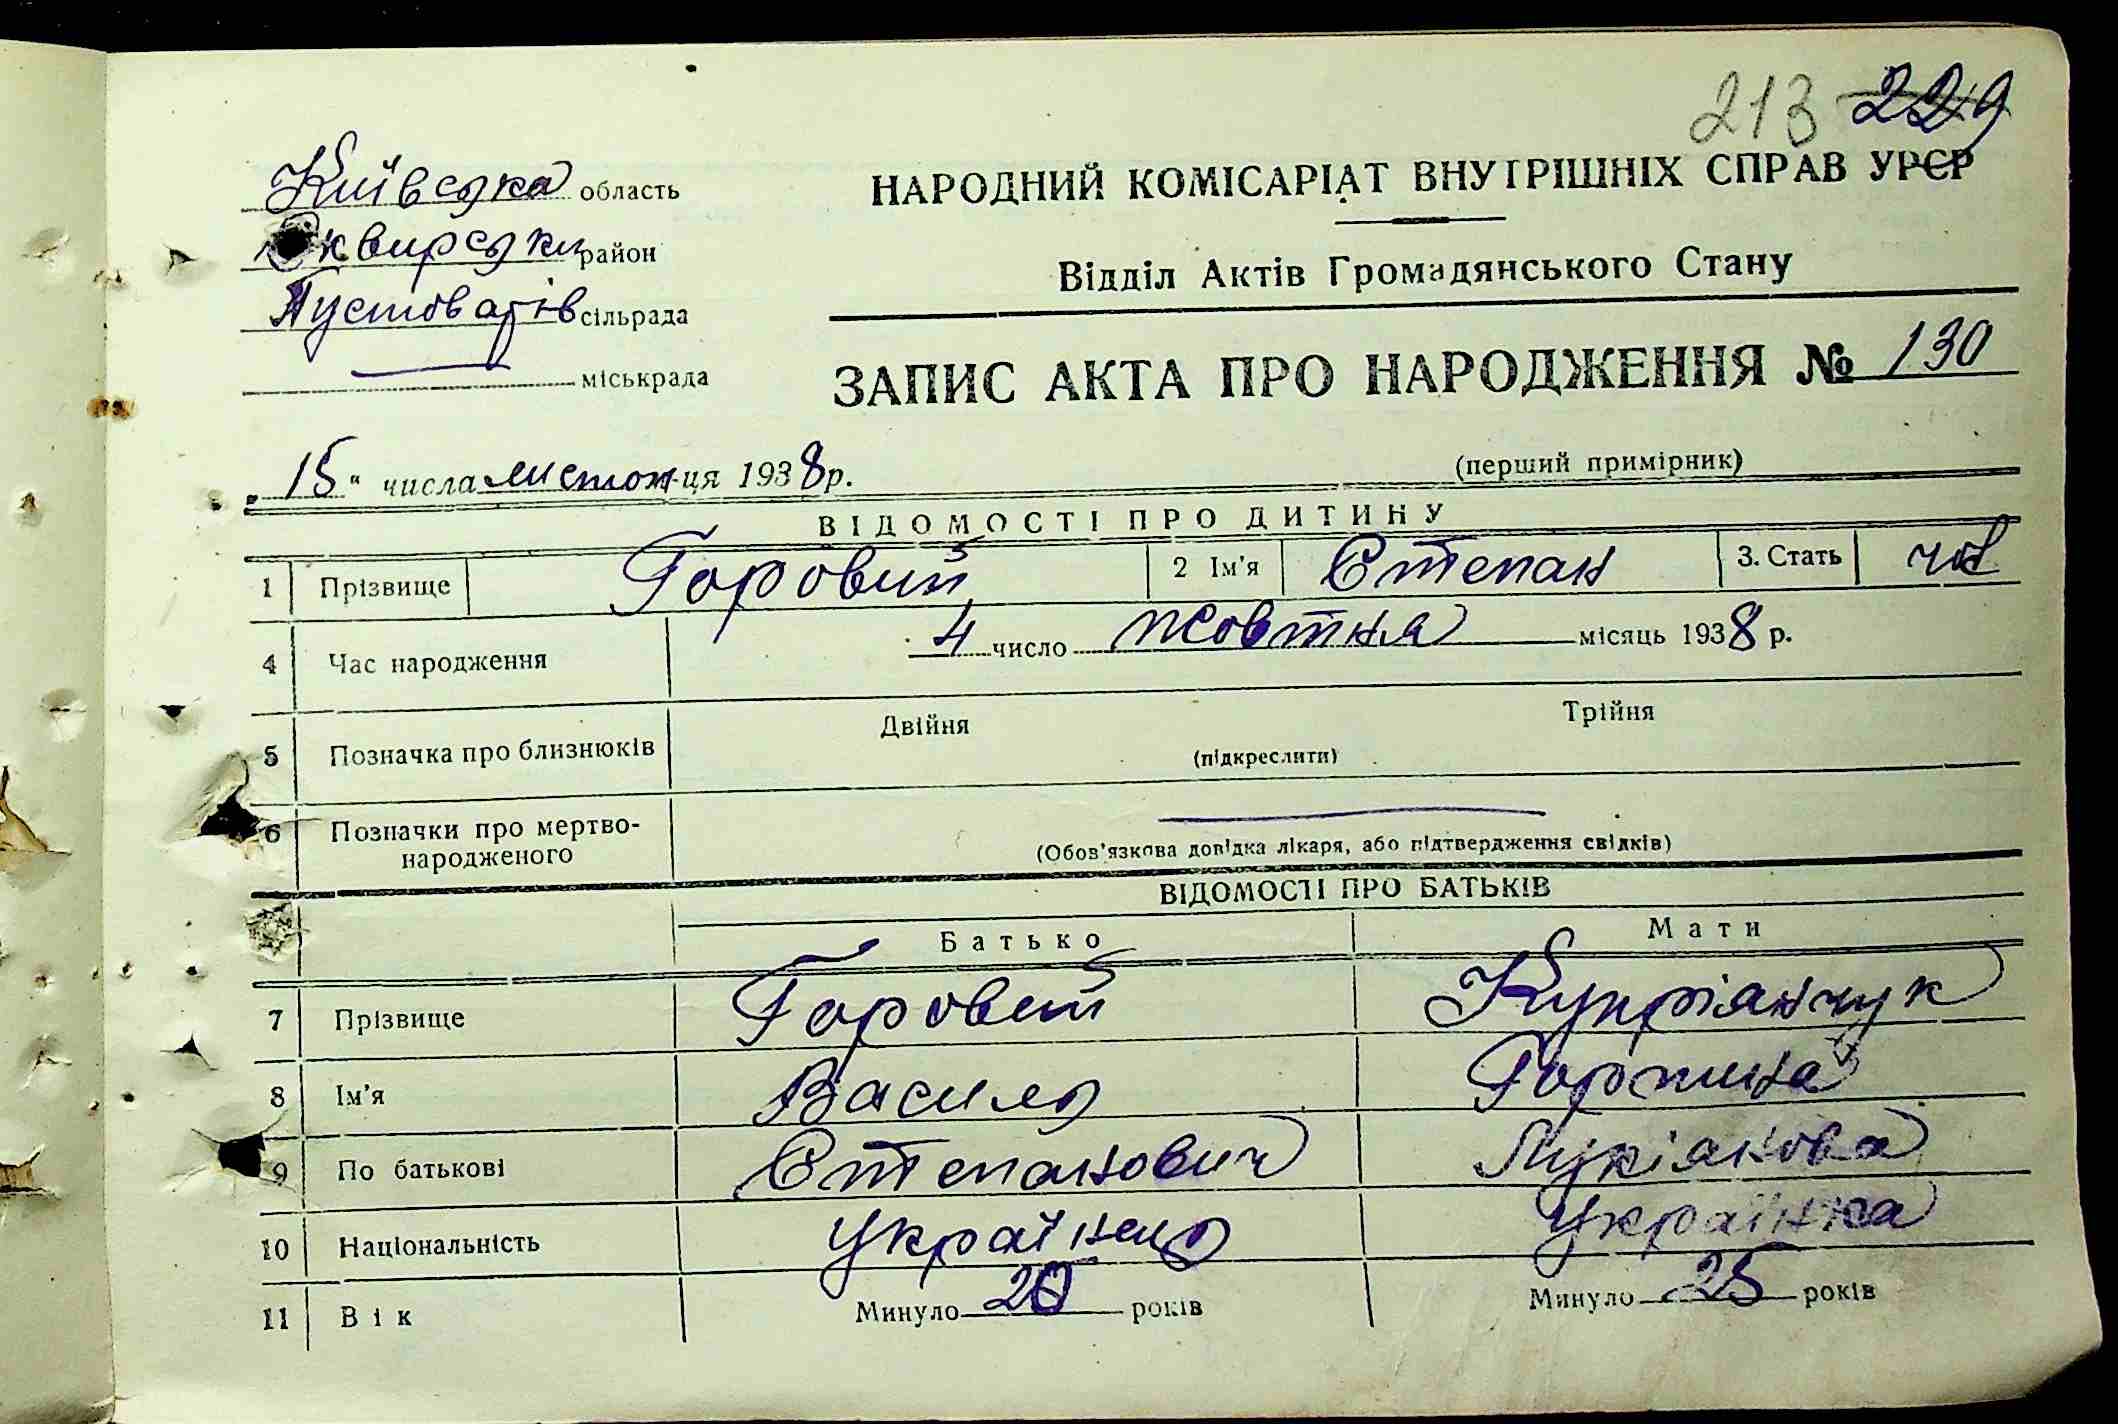 213 229
Київська область
Сквирськи район
Пустоварів сільрада
міськрада
НАРОДНИЙ КОМІСАРІАТ ВНУТРІШНІХ СПРАВ УРСР
Відділ Актів Громадянського Стану
ЗАПИС АКТА ПРО НАРОДЖЕННЯ № 130
„15“ числа листоп-ця 1938 р.
(перший примірник)
ВІДОМОСТІ ПРО ДИТИНУ
1 Прізвище Горовий 2 Ім'я Степан 3. Стать чол
4 Час народження 4 число жовтня місяць 1938 р.
5 Позначка про близнюків Двійня Трійня
(підкреслити)
6 Позначки про мертво-
народженого
(Обов'язкова довідка лікаря, або підтвердження свідків)
ВІДОМОСТІ ПРО БАТЬКІВ
Батько Мати
7 Прізвище Горовий Купріянчук
8 Ім'я Василь Горпина
9 По батькові Степанович Лукіянова
10 Національність Українець Українка
11 Вік Минуло 20 років Минуло 25 років